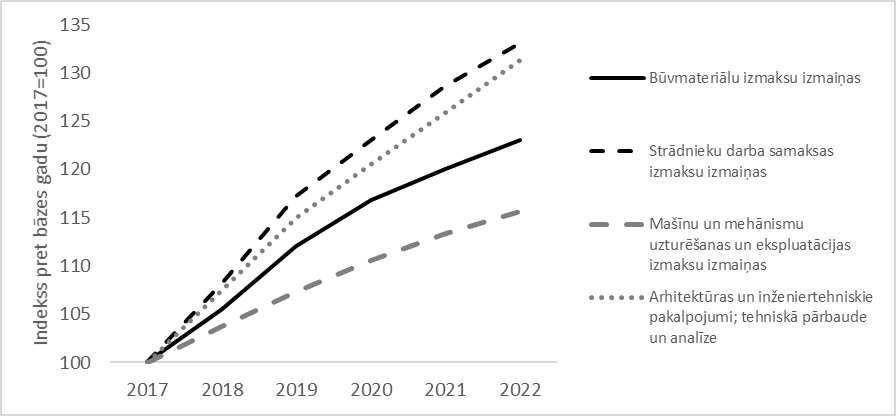 Indekss pret bāzes gadu (2017=100)
135
130
125
120
115
110
105
100
2017 2018 2019 2020 2021 2022
Būvmateriālu izmaksu izmaiņas
Strādnieku darba samaksas
izmaksu izmaiņas
Mašīnu un mehānismu
uzturēšanas un ekspluatācijas
izmaksu izmaiņas
Arhitektūras un inženiertehniskie
pakalpojumi; tehniskā pārbaude
un analīze